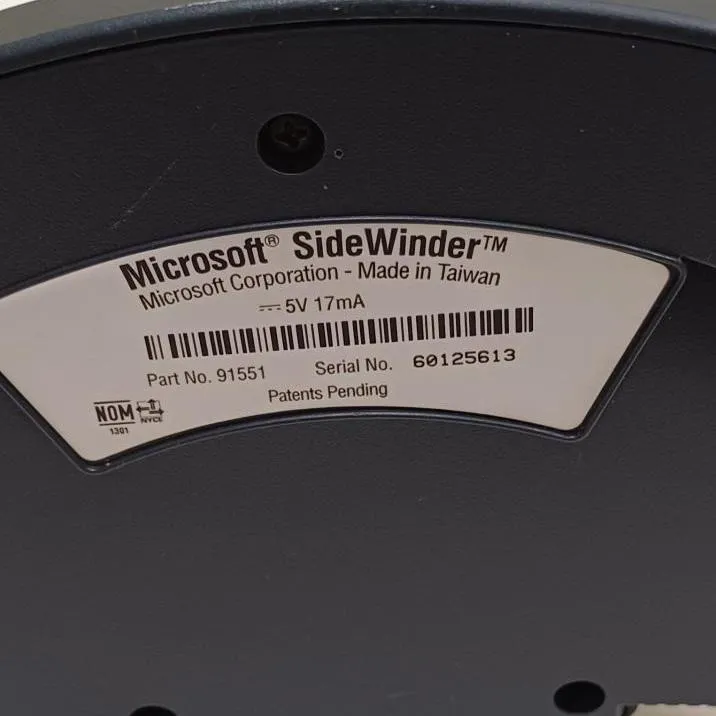 Microsoft® SideWinder™
Microsoft Corporation - Made in Taiwan
⎓ 5V 17mA
Part No. 91551 Serial No. 60125613
Patents Pending
NOM NYCE
1301